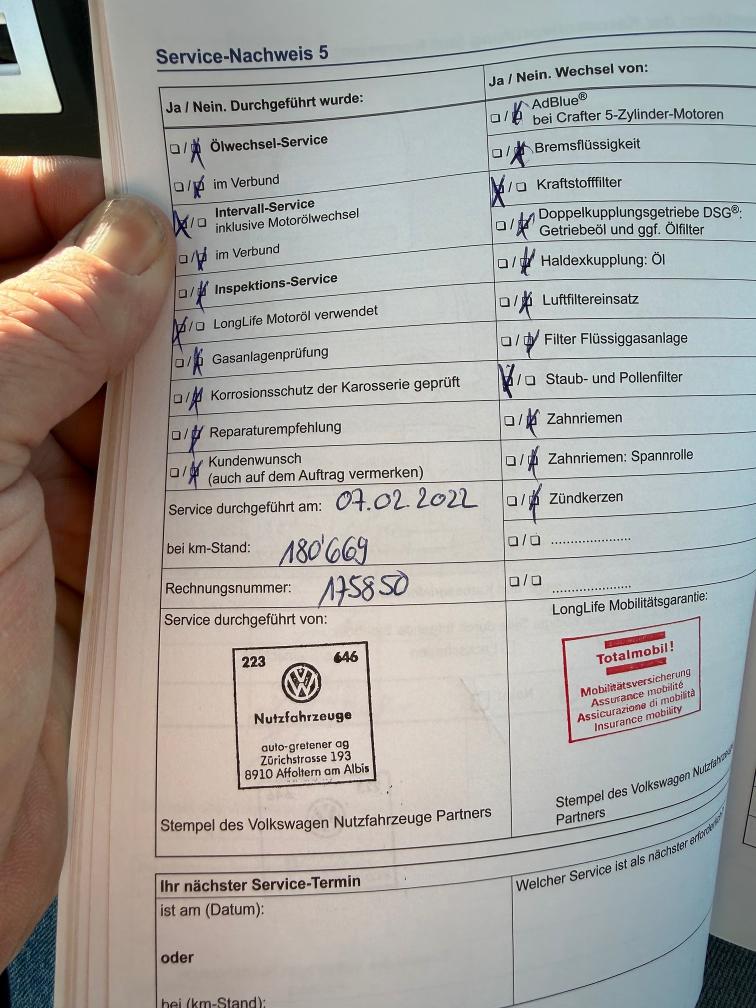 Service-Nachweis 5
Ja / Nein. Durchgeführt wurde:
Ölwechsel-Service
im Verbund
Intervall-Service
inklusive Motorölwechsel
im Verbund
Inspektions-Service
LongLife Motoröl verwendet
Gasanlagenprüfung
Korrosionsschutz der Karosserie geprüft
Reparaturempfehlung
Kundenwunsch
(auch auf dem Auftrag vermerken)
Service durchgeführt am: 07.02.2022
bei km-Stand: 180'669
Rechnungsnummer: 175850
Service durchgeführt von:
223 646
Nutzfahrzeuge
auto-gretener ag
Zürichstrasse 193
8910 Affoltern am Albis
Stempel des Volkswagen Nutzfahrzeuge Partners
Ja / Nein. Wechsel von:
AdBlue®
bei Crafter 5-Zylinder-Motoren
Bremsflüssigkeit
Kraftstofffilter
Doppelkupplungsgetriebe DSG®:
Getriebeöl und ggf. Ölfilter
Haldexkupplung: Öl
Luftfiltereinsatz
Filter Flüssiggasanlage
Staub- und Pollenfilter
Zahnriemen
Zahnriemen: Spannrolle
Zündkerzen
LongLife Mobilitätsgarantie:
Totalmobil!
Mobilitätsversicherung
Assurance mobilité
Assicurazione di mobilità
Insurance mobility
Stempel des Volkswagen Nutzfahrzeuge
Partners
Ihr nächster Service-Termin
ist am (Datum):
oder
bei (km-Stand):
Welcher Service ist als nächster